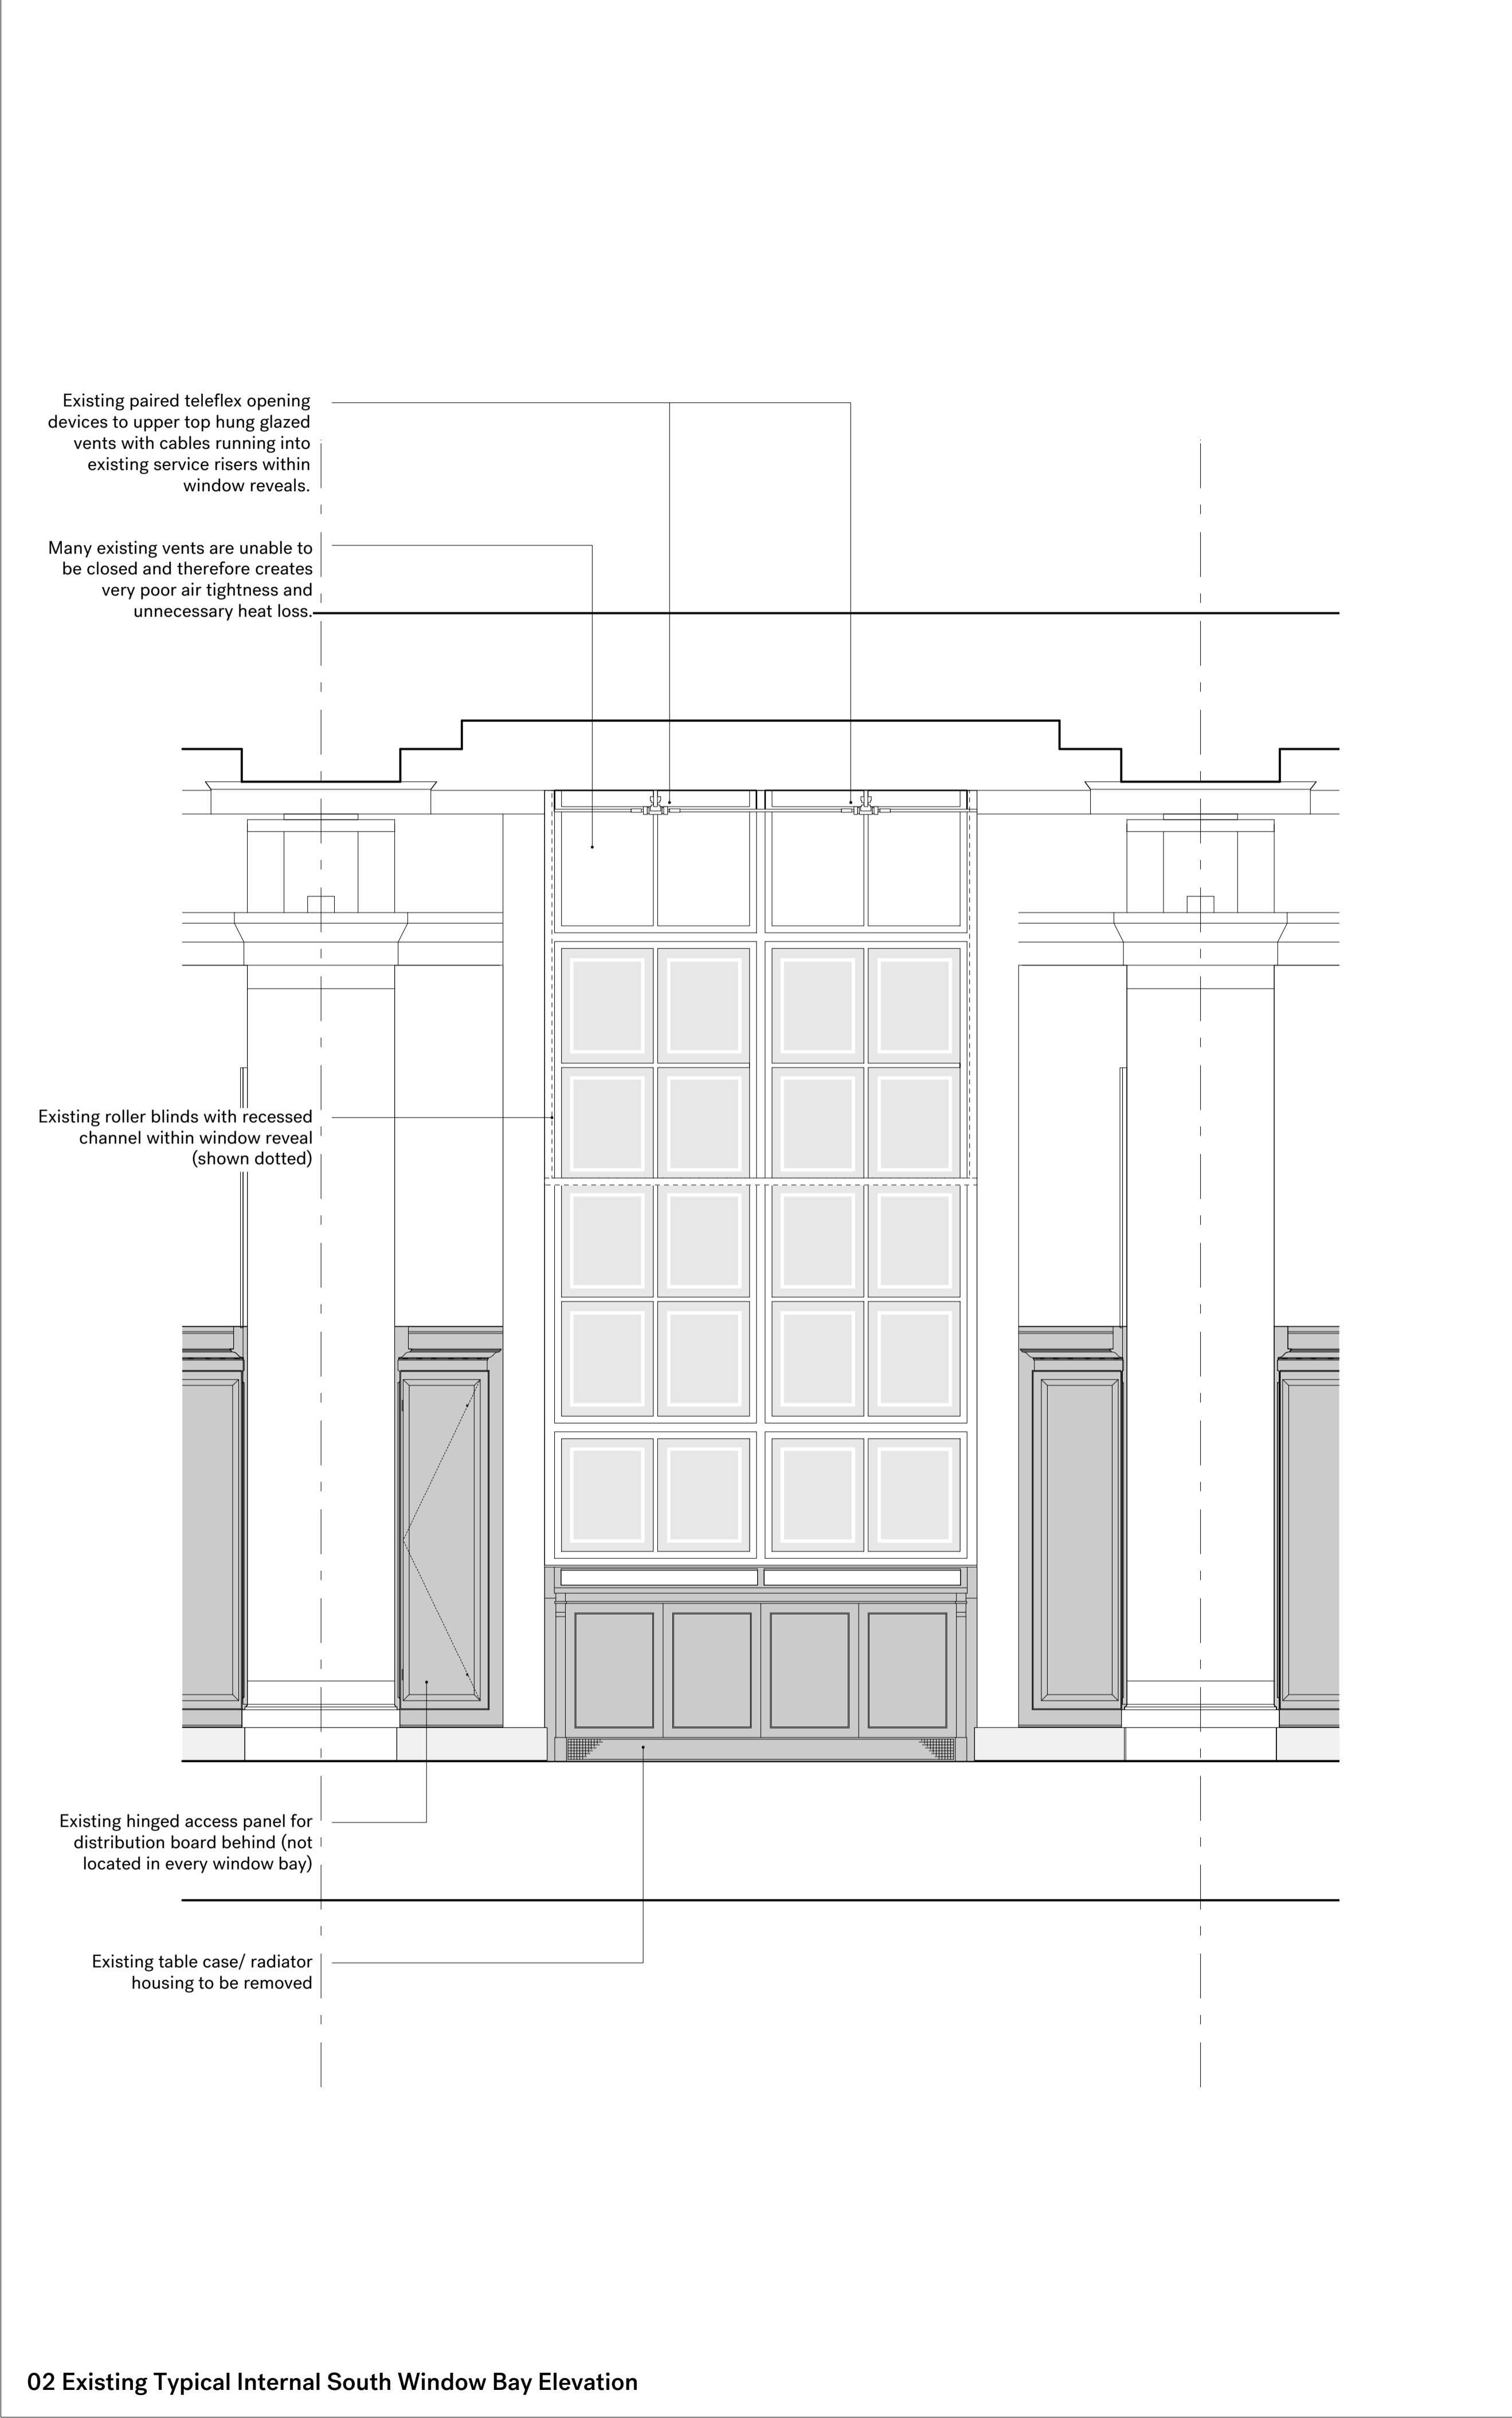 Existing paired teleflex opening
devices to upper top hung glazed
vents with cables running into
existing service risers within
window reveals.
Many existing vents are unable to
be closed and therefore creates
very poor air tightness and
unnecessary heat loss.
Existing roller blinds with recessed
channel within window reveal
(shown dotted)
Existing hinged access panel for
distribution board behind (not
located in every window bay)
Existing table case/ radiator
housing to be removed
02 Existing Typical Internal South Window Bay Elevation